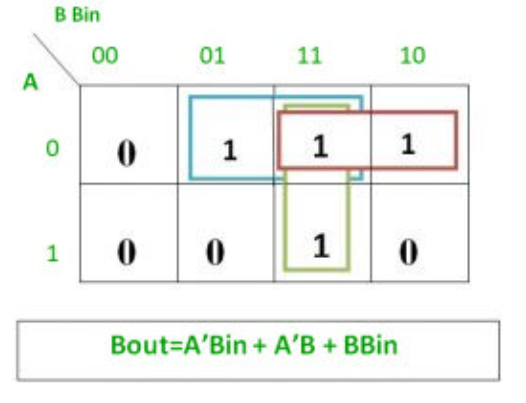 B Bin
00 01 11 10
A
0 0 1 1 1
1 0 0 1 0
Bout=A’Bin + A’B + BBin